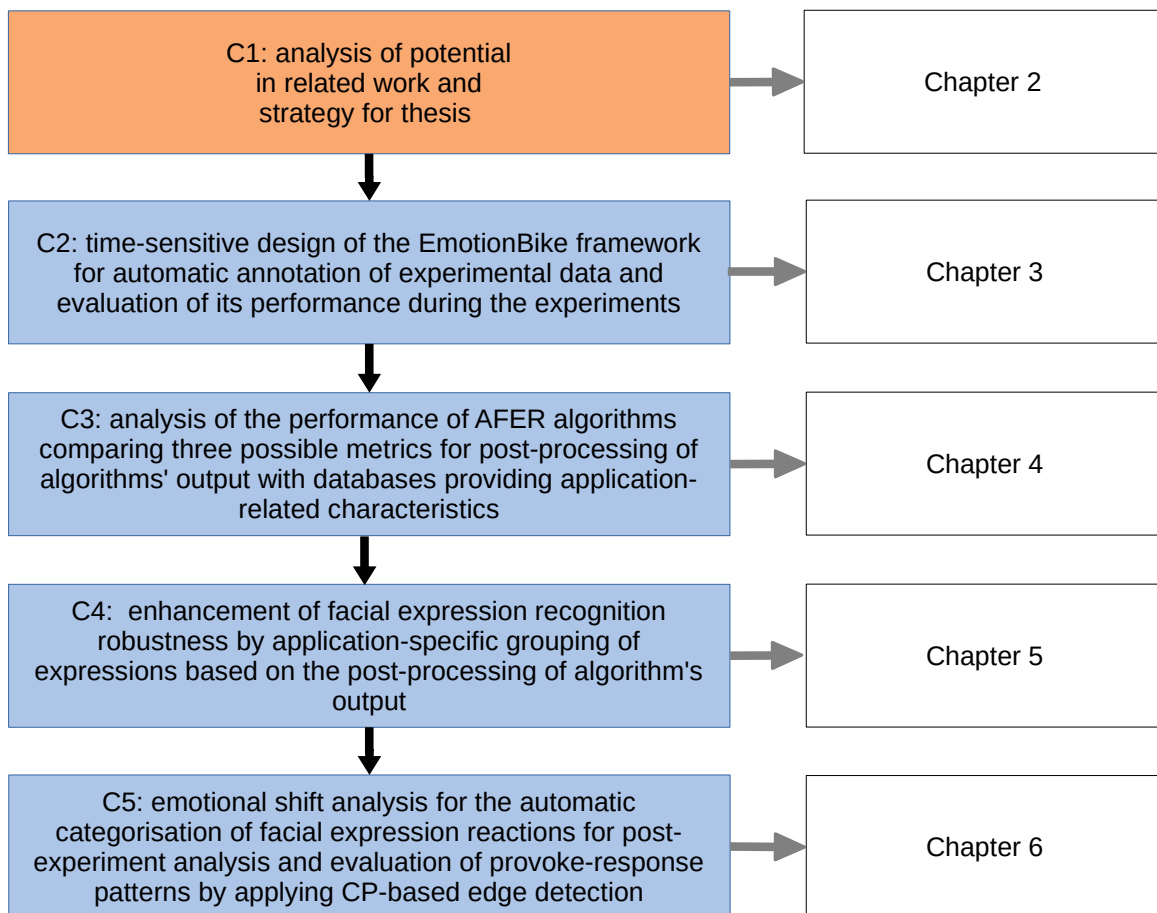 C1: analysis of potential
in related work and
strategy for thesis
Chapter 2
C2: time-sensitive design of the EmotionBike framework
for automatic annotation of experimental data and
evaluation of its performance during the experiments
Chapter 3
C3: analysis of the performance of AFER algorithms
comparing three possible metrics for post-processing of
algorithms' output with databases providing application-
related characteristics
Chapter 4
C4:  enhancement of facial expression recognition
robustness by application-specific grouping of
expressions based on the post-processing of algorithm's
output
Chapter 5
C5: emotional shift analysis for the automatic
categorisation of facial expression reactions for post-
experiment analysis and evaluation of provoke-response
patterns by applying CP-based edge detection
Chapter 6